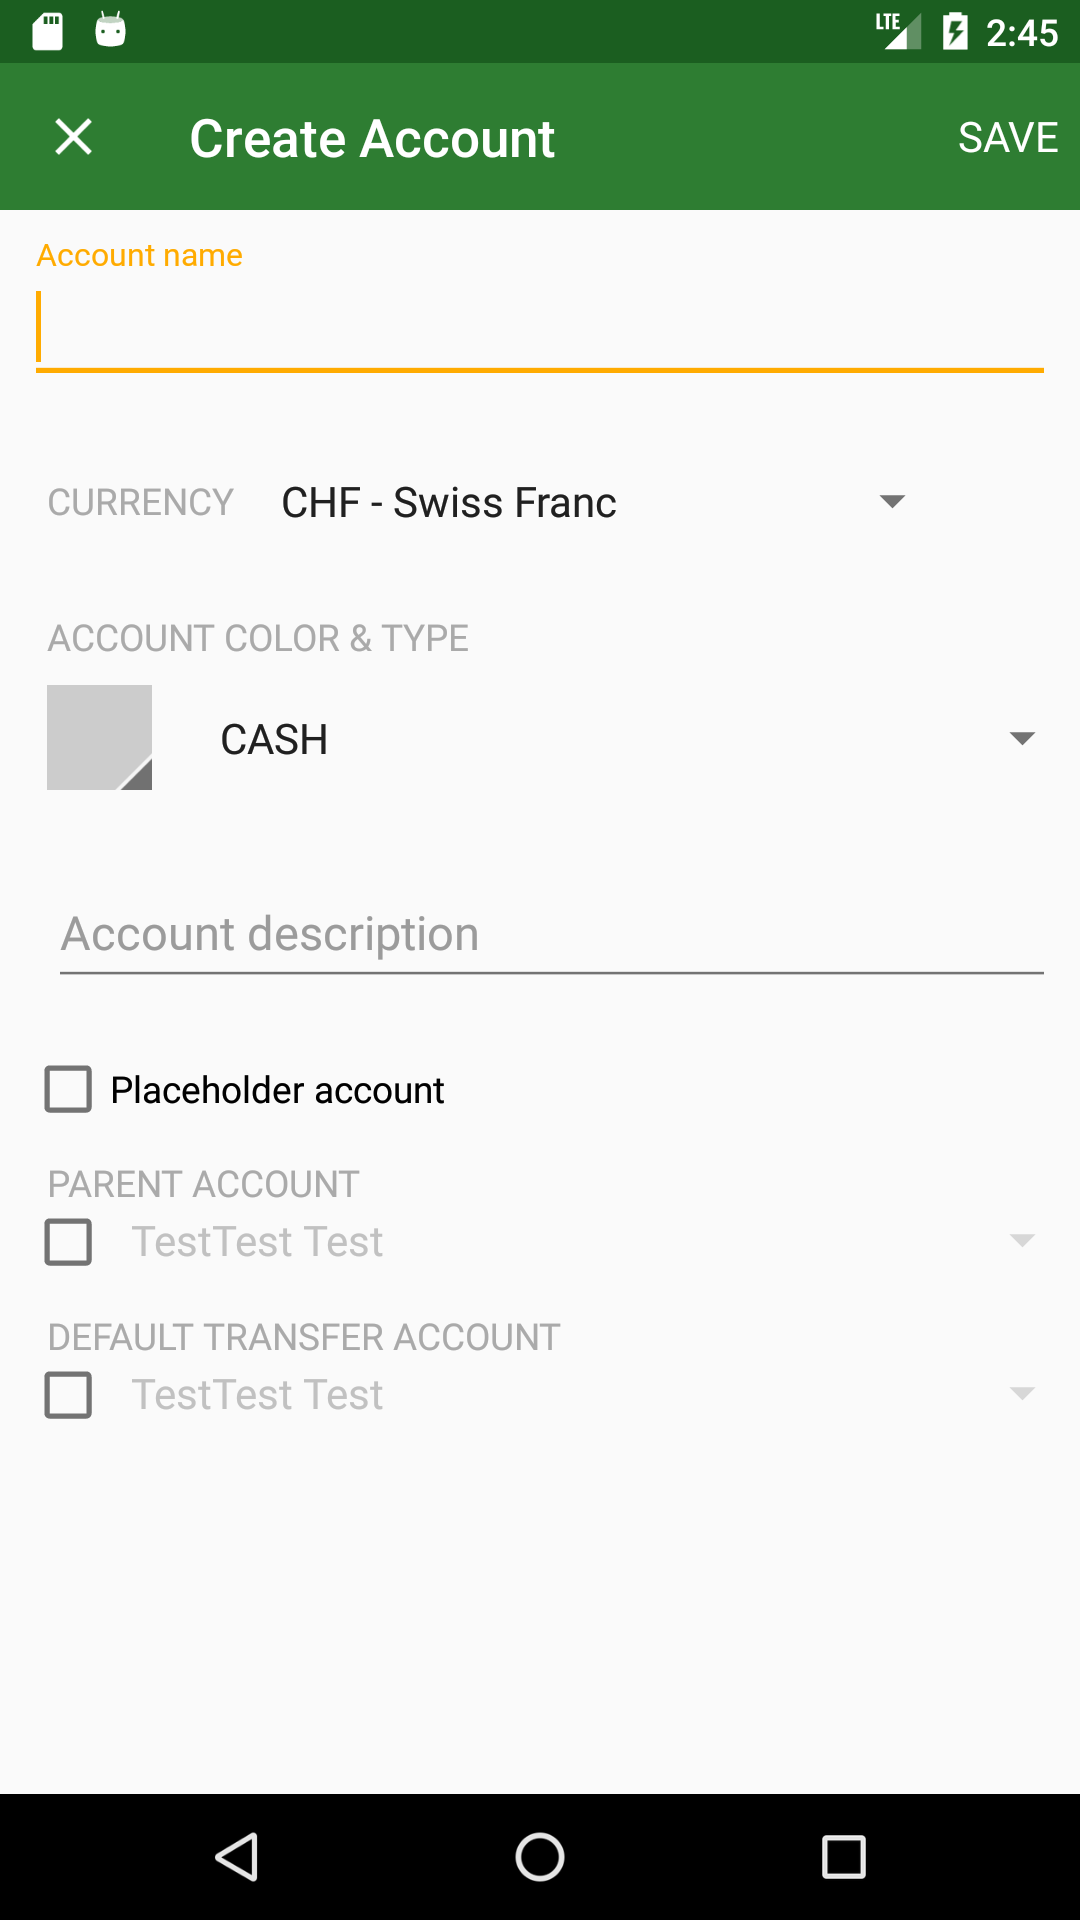 LTE 2:45
Create Account SAVE
Account name
CURRENCY CHF - Swiss Franc
ACCOUNT COLOR & TYPE
CASH
Account description
Placeholder account
PARENT ACCOUNT
TestTest Test
DEFAULT TRANSFER ACCOUNT
TestTest Test